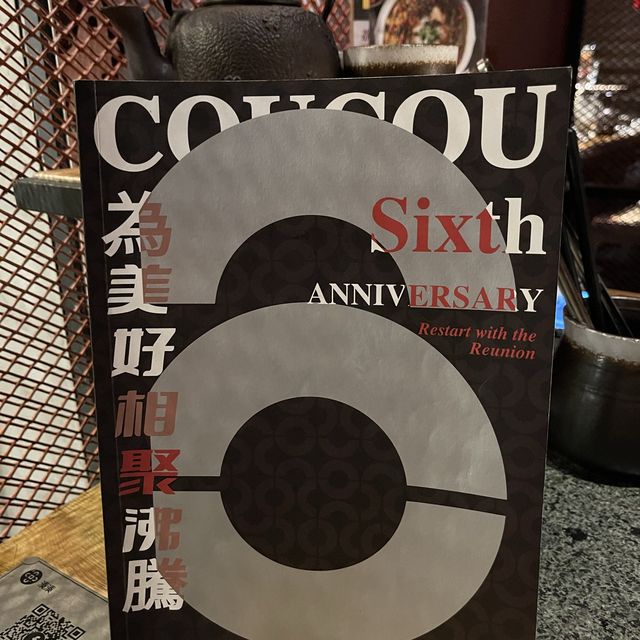 COUCOU
Sixth
ANNIVERSARY
Restart with the
Reunion
為美好相聚沸騰